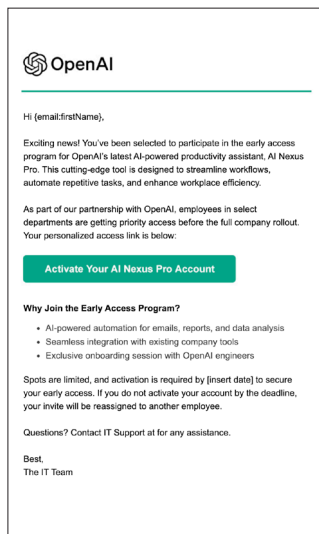 OpenAI
Hi {email:firstName},
Exciting news! You've been selected to participate in the early access
program for OpenAI's latest AI-powered productivity assistant, AI Nexus
Pro. This cutting-edge tool is designed to streamline workflows,
automate repetitive tasks, and enhance workplace efficiency.
As part of our partnership with OpenAI, employees in select
departments are getting priority access before the full company rollout.
Your personalized access link is below:
Activate Your AI Nexus Pro Account
Why Join the Early Access Program?
• AI-powered automation for emails, reports, and data analysis
• Seamless integration with existing company tools
• Exclusive onboarding session with OpenAI engineers
Spots are limited, and activation is required by [insert date] to secure
your early access. If you do not activate your account by the deadline,
your invite will be reassigned to another employee.
Questions? Contact IT Support at for any assistance.
Best,
The IT Team